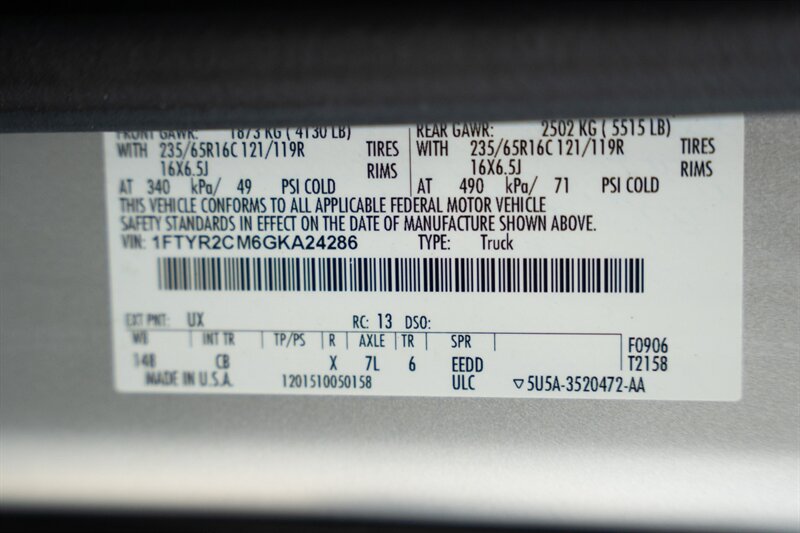 FRONT GAWR: 1873 KG ( 4130 LB) REAR GAWR: 2502 KG ( 5515 LB)
WITH 235/65R16C 121/119R TIRES WITH 235/65R16C 121/119R TIRES
16X6.5J RIMS 16X6.5J RIMS
AT 340 kPa/ 49 PSI COLD AT 490 kPa/ 71 PSI COLD
THIS VEHICLE CONFORMS TO ALL APPLICABLE FEDERAL MOTOR VEHICLE
SAFETY STANDARDS IN EFFECT ON THE DATE OF MANUFACTURE SHOWN ABOVE.
VIN: 1FTYR2CM6GKA24286 TYPE: Truck
EXT PNT: UX RC: 13 DSO:
WB INT TR TP/PS R AXLE TR SPR F0906
148 CB X 7L 6 EEDD T2158
MADE IN U.S.A. 1201510050158 ULC ▽5U5A-3520472-AA